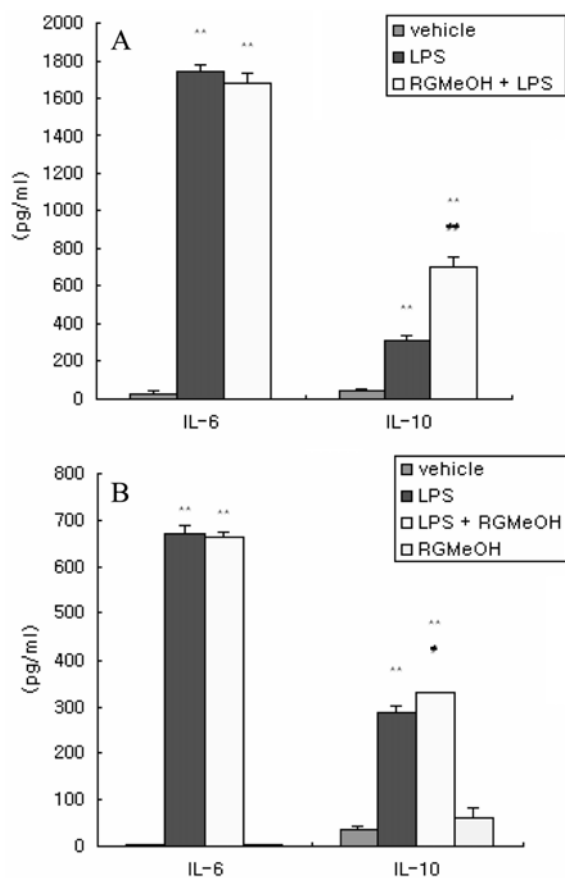 A
vehicle
LPS
RGMeOH + LPS
2000
1800
1600
1400
1200
1000
800
600
400
200
0
(pg/ml)
^^
^^
^^
^^
##
IL-6
IL-10
B
vehicle
LPS
LPS + RGMeOH
RGMeOH
800
700
600
500
400
300
200
100
0
(pg/ml)
^^
^^
^^
^^
#
IL-6
IL-10